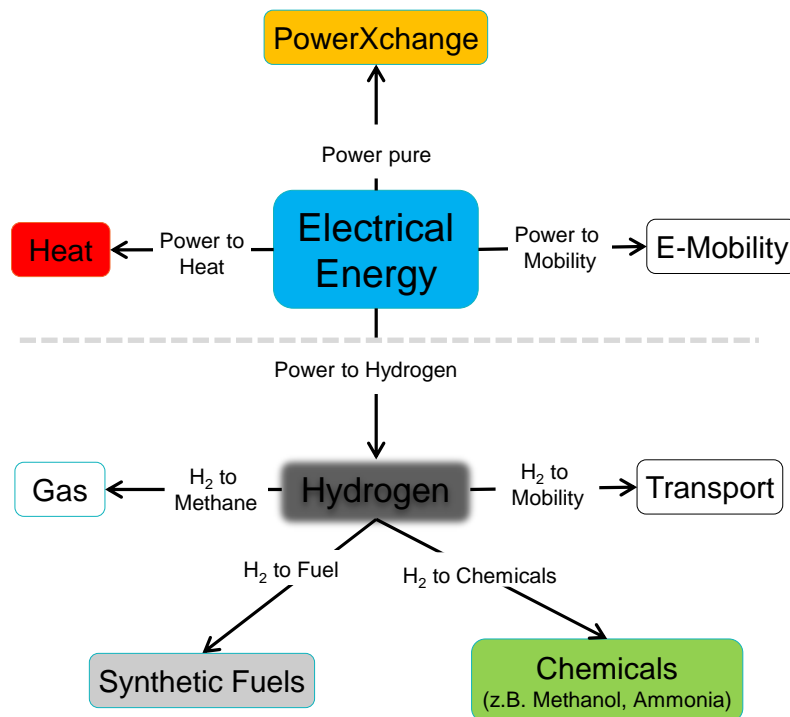 PowerXchange
Power pure
Heat
Power to
Heat
Electrical
Energy
Power to
Mobility
E-Mobility
Power to Hydrogen
Gas
H₂ to
Methane
Hydrogen
H₂ to
Mobility
Transport
H₂ to Fuel
H₂ to Chemicals
Synthetic Fuels
Chemicals
(z.B. Methanol, Ammonia)